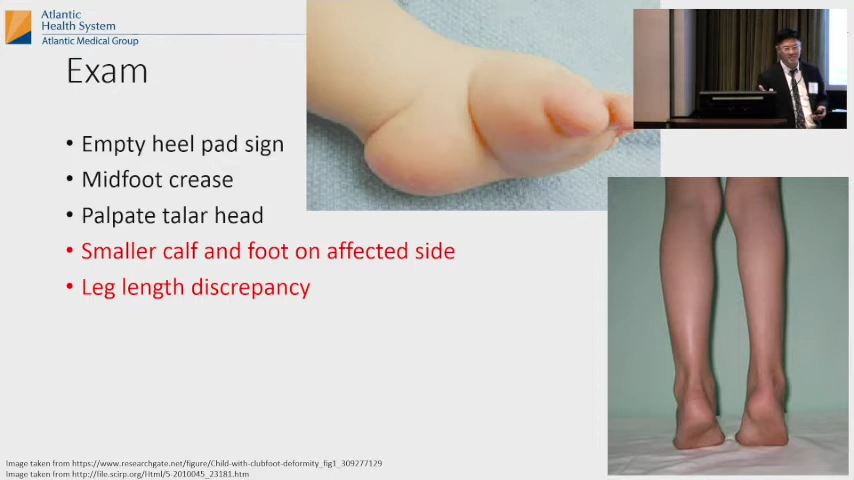 Atlantic
Health System
Atlantic Medical Group
Exam
• Empty heel pad sign
• Midfoot crease
• Palpate talar head
• Smaller calf and foot on affected side
• Leg length discrepancy
Image taken from https://www.researchgate.net/figure/Child-with-clubfoot-deformity_fig1_309277129
Image taken from http://file.scirp.org/Html/5-2010045_23181.htm